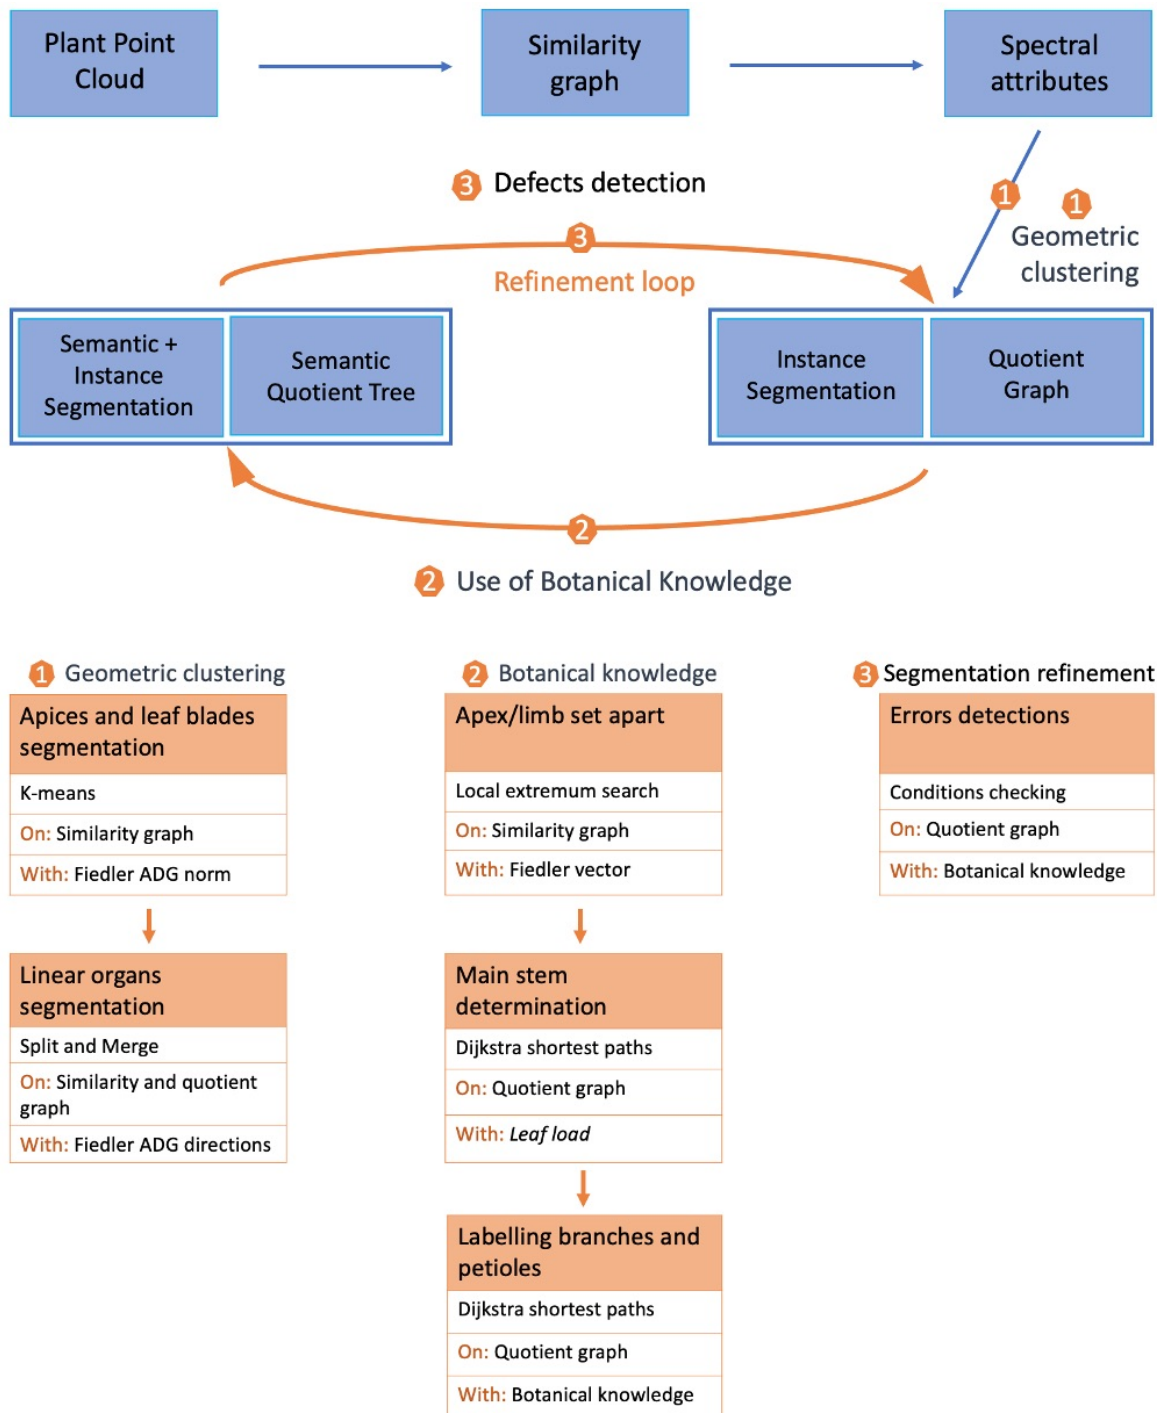 Plant Point
Cloud
Similarity
graph
Spectral
attributes
3 Defects detection
1
1
Geometric
clustering
3
Refinement loop
Semantic +
Instance
Segmentation
Semantic
Quotient Tree
Instance
Segmentation
Quotient
Graph
2
2 Use of Botanical Knowledge
1 Geometric clustering
Apices and leaf blades
segmentation
K-means
On: Similarity graph
With: Fiedler ADG norm
Linear organs
segmentation
Split and Merge
On: Similarity and quotient
graph
With: Fiedler ADG directions
2 Botanical knowledge
Apex/limb set apart
Local extremum search
On: Similarity graph
With: Fiedler vector
Main stem
determination
Dijkstra shortest paths
On: Quotient graph
With: Leaf load
Labelling branches and
petioles
Dijkstra shortest paths
On: Quotient graph
With: Botanical knowledge
3 Segmentation refinement
Errors detections
Conditions checking
On: Quotient graph
With: Botanical knowledge